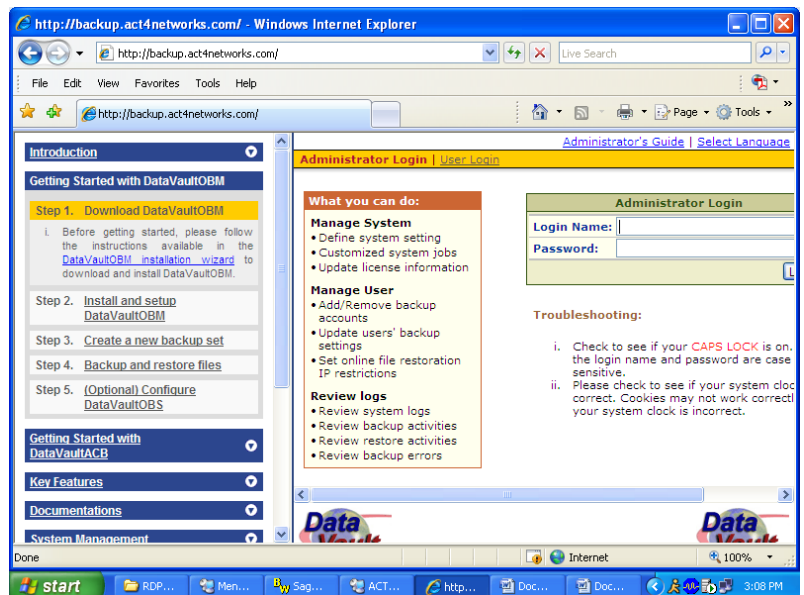 http://backup.act4networks.com/ - Windows Internet Explorer
http://backup.act4networks.com/
Live Search
File Edit View Favorites Tools Help
http://backup.act4networks.com/
Page
Tools
»
Introduction
Getting Started with DataVaultOBM
Step 1. Download DataVaultOBM
i. Before getting started, please follow
the instructions available in the
DataVaultOBM installation wizard to
download and install DataVaultOBM.
Step 2. Install and setup
DataVaultOBM
Step 3. Create a new backup set
Step 4. Backup and restore files
Step 5. (Optional) Configure
DataVaultOBS
Getting Started with
DataVaultACB
Key Features
Documentations
System Management
Administrator's Guide | Select Language
Administrator Login | User Login
What you can do:
Manage System
• Define system setting
• Customized system jobs
• Update license information
Manage User
• Add/Remove backup
accounts
• Update users' backup
settings
• Set online file restoration
IP restrictions
Review logs
• Review system logs
• Review backup activities
• Review restore activities
• Review backup errors
Administrator Login
Login Name:
Password:
L
Troubleshooting:
i. Check to see if your CAPS LOCK is on.
the login name and password are case
sensitive.
ii. Please check to see if your system cloc
correct. Cookies may not work correctl
your system clock is incorrect.
Data
Vault
Data
Vault
Done
Internet
100%
start
RDP...
Men...
Sag...
ACT...
http...
Doc...
Doc...
3:08 PM